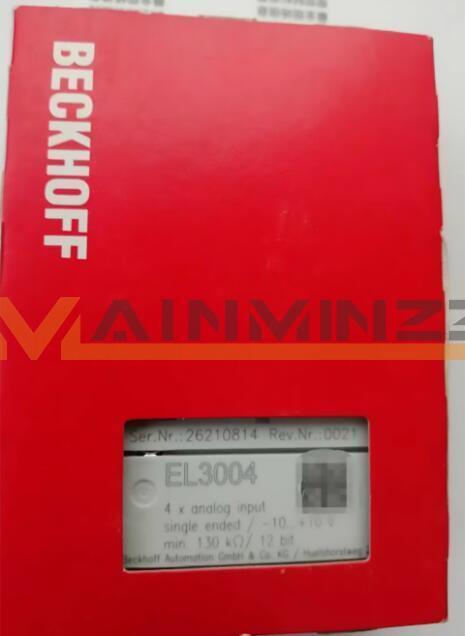 BECKHOFF
MAINMINZZ
Ser.Nr.:26210814 Rev.Nr.:0021
EL3004
4 x analog input
single ended / -10...+10 V
min. 130 kΩ/ 12 bit
Beckhoff Automation GmbH & Co. KG / Huelshorstweg